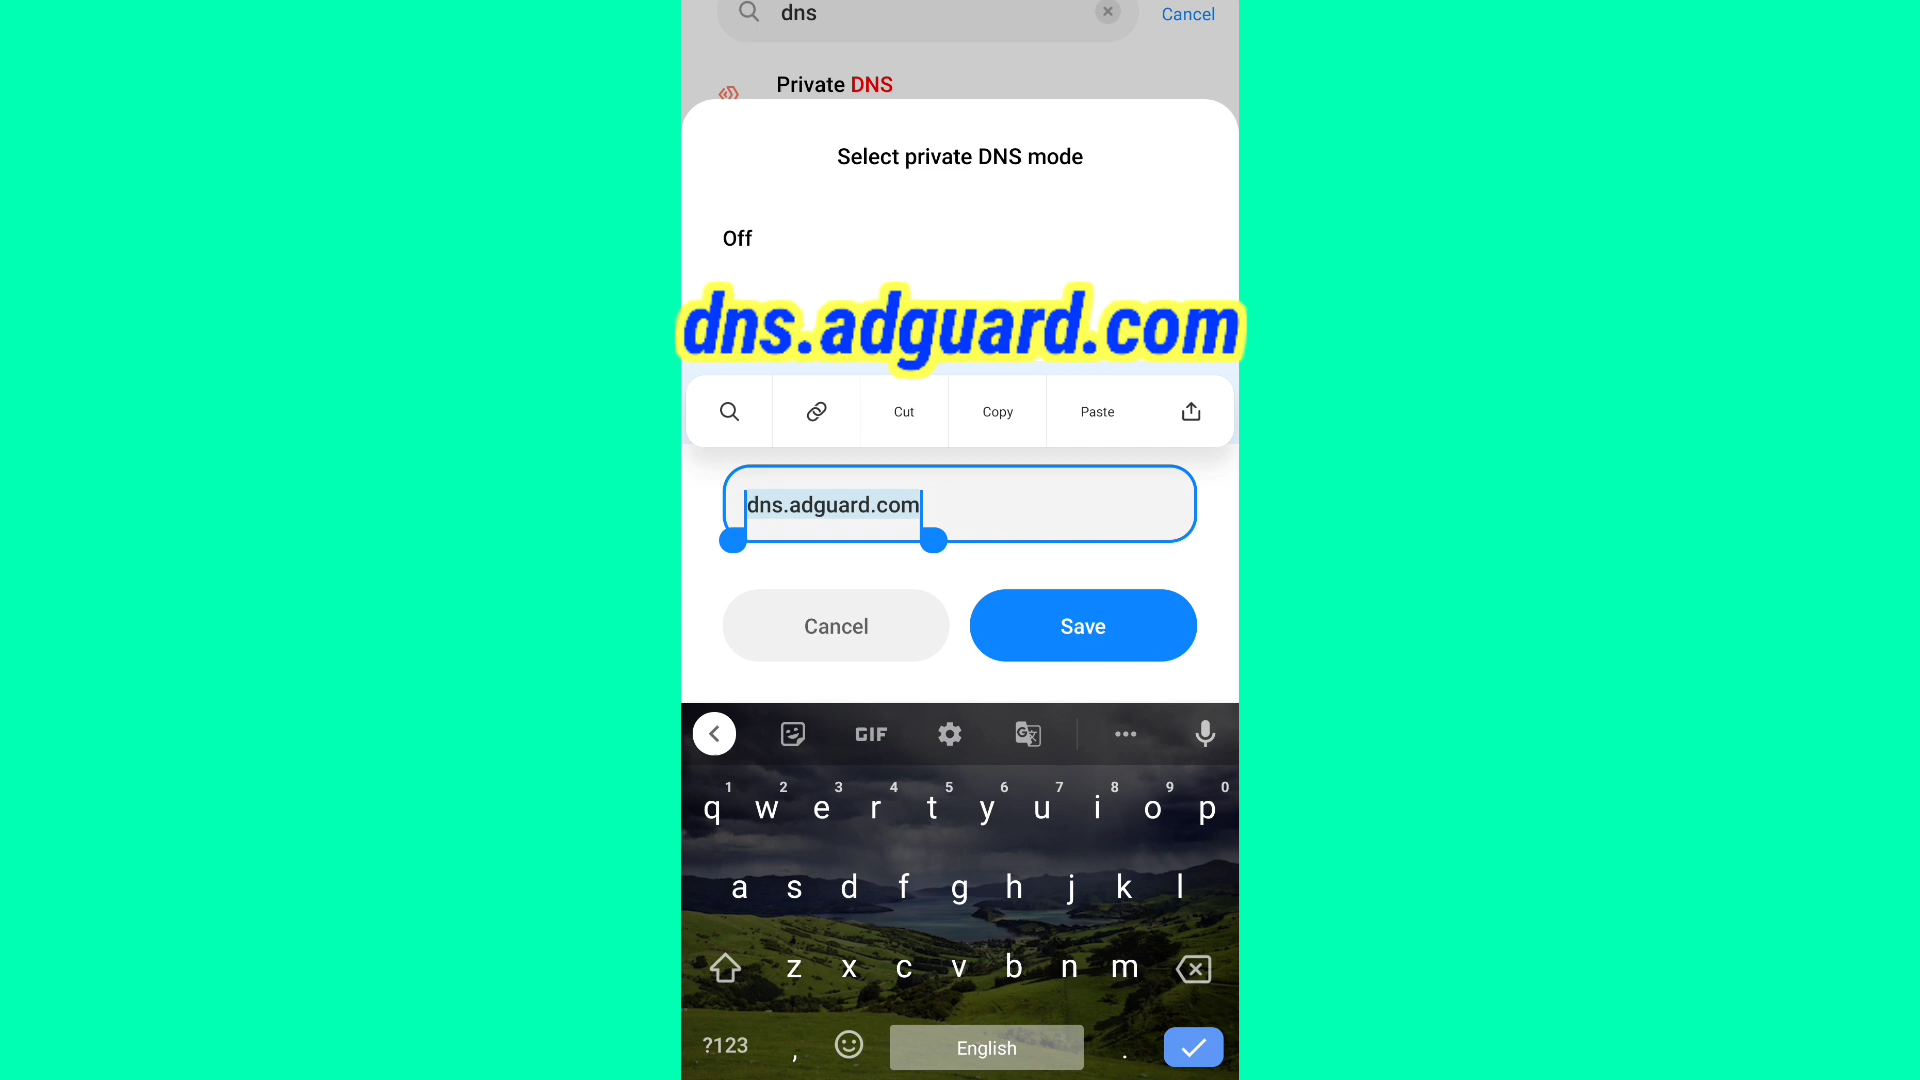 dns
Cancel
Private DNS
Select private DNS mode
Off
dns.adguard.com
Cut
Copy
Paste
dns.adguard.com
Cancel
Save
GIF
1 2 3 4 5 6 7 8 9 0
q w e r t y u i o p
a s d f g h j k l
z x c v b n m
?123 , English .